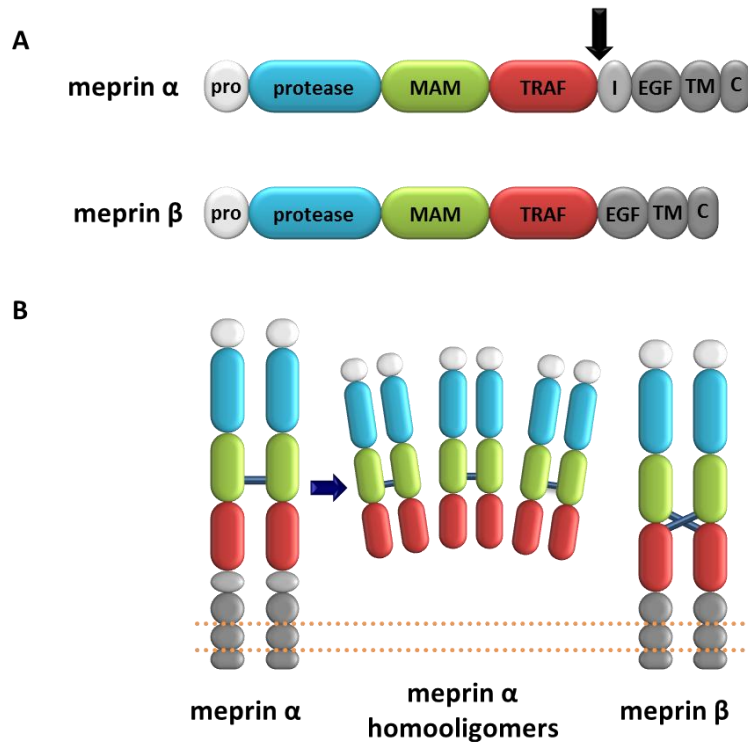 A
meprin α
pro protease MAM TRAF I EGF TM C
meprin β
pro protease MAM TRAF EGF TM C
B
meprin α
meprin α
homooligomers
meprin β